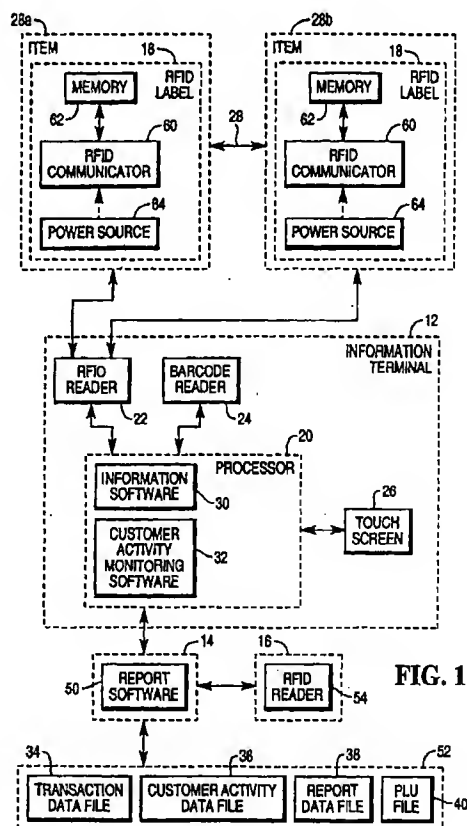 28a
28b
ITEM
18
RFID
LABEL
MEMORY
62
60
RFID
COMMUNICATOR
64
POWER SOURCE
28
ITEM
18
RFID
LABEL
MEMORY
62
60
RFID
COMMUNICATOR
64
POWER SOURCE
12
INFORMATION
TERMINAL
RFID
READER
22
BARCODE
READER
24
20
PROCESSOR
INFORMATION
SOFTWARE
30
CUSTOMER
ACTIVITY
MONITORING
SOFTWARE
32
26
TOUCH
SCREEN
14
REPORT
SOFTWARE
50
16
RFID
READER
54
FIG. 1
34
TRANSACTION
DATA FILE
36
CUSTOMER ACTIVITY
DATA FILE
38
REPORT
DATA FILE
52
PLU
FILE
40